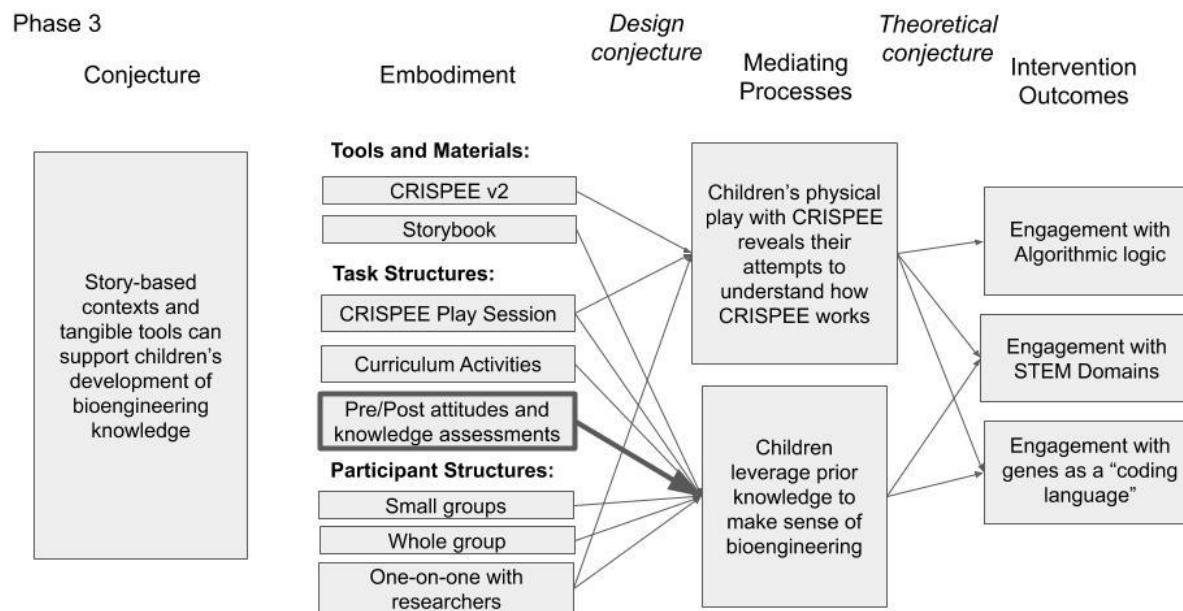 Phase 3
Conjecture
Embodiment
Design
conjecture
Mediating
Processes
Theoretical
conjecture
Intervention
Outcomes
Story-based
contexts and
tangible tools can
support children’s
development of
bioengineering
knowledge
Tools and Materials:
CRISPEE v2
Storybook
Task Structures:
CRISPEE Play Session
Curriculum Activities
Pre/Post attitudes and
knowledge assessments
Participant Structures:
Small groups
Whole group
One-on-one with
researchers
Children’s physical
play with CRISPEE
reveals their
attempts to
understand how
CRISPEE works
Children
leverage prior
knowledge to
make sense of
bioengineering
Engagement with
Algorithmic logic
Engagement with
STEM Domains
Engagement with
genes as a “coding
language”